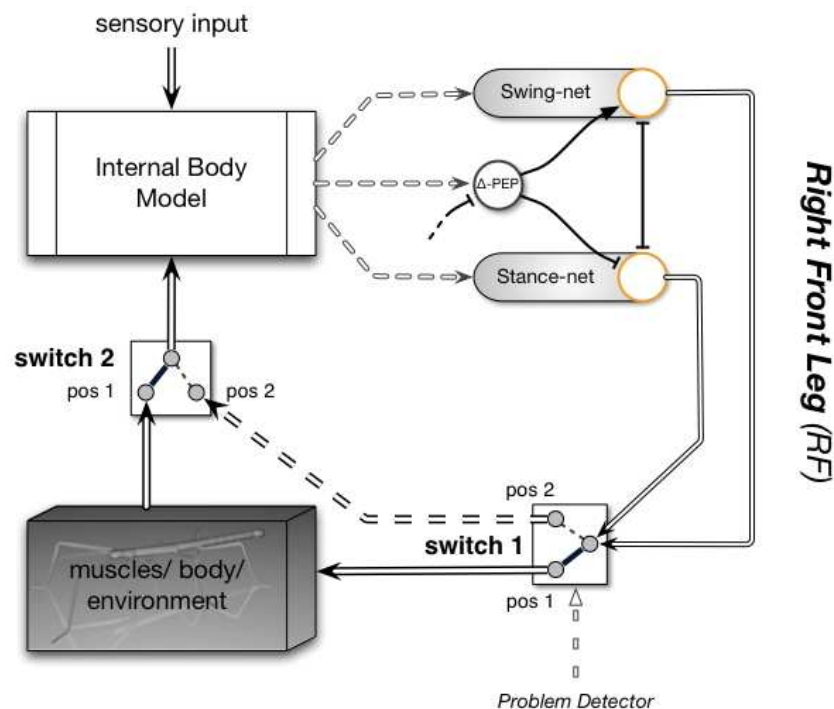 sensory input
Internal Body
Model
Swing-net
Δ-PEP
Stance-net
Right Front Leg (RF)
switch 2
pos 1
pos 2
pos 2
switch 1
pos 1
muscles/ body/
environment
Problem Detector